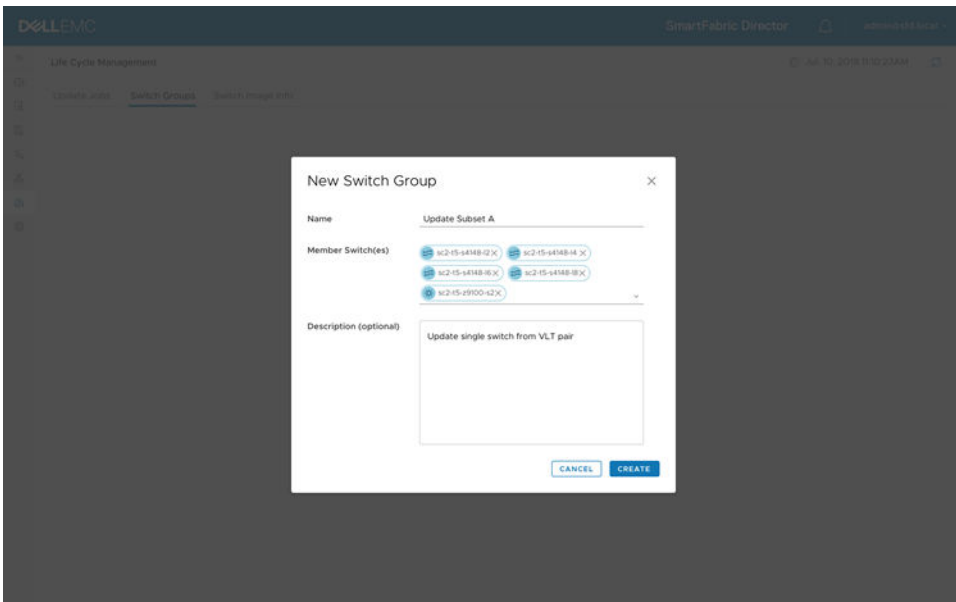 DELLEMC
SmartFabric Director
Life Cycle Management
Update Jobs Switch Groups Switch Image Info
New Switch Group
Name
Update Subset A
Member Switch(es)
sc2-t5-s4148-l2 sc2-t5-s4148-l4
sc2-t5-s4148-l6 sc2-t5-s4148-l8
sc2-t5-z9100-s2
Description (optional)
Update single switch from VLT pair
CANCEL CREATE